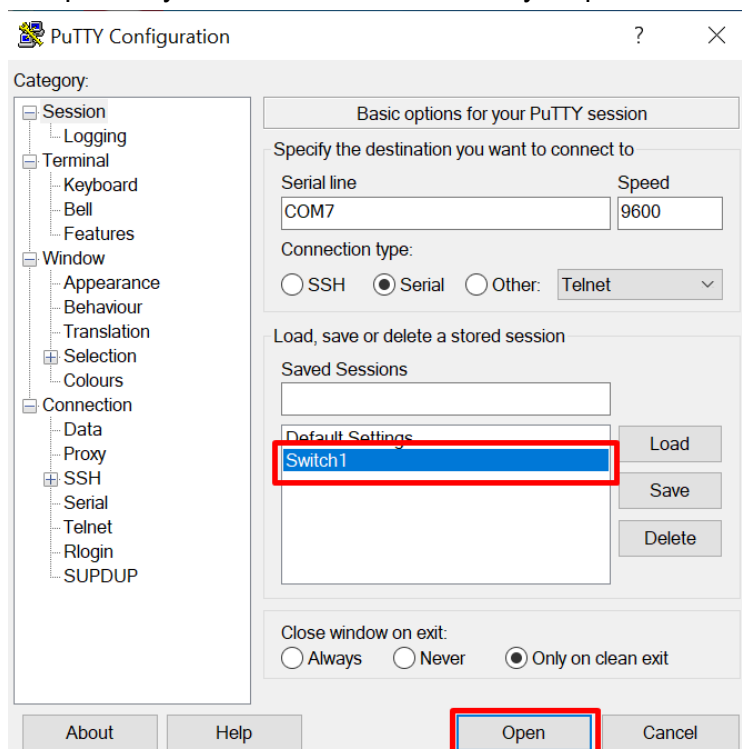 PuTTY Configuration ? ×
Category:
Session
Logging
Terminal
Keyboard
Bell
Features
Window
Appearance
Behaviour
Translation
Selection
Colours
Connection
Data
Proxy
SSH
Serial
Telnet
Rlogin
SUPDUP
Basic options for your PuTTY session
Specify the destination you want to connect to
Serial line Speed
COM7 9600
Connection type:
SSH Serial Other: Telnet
Load, save or delete a stored session
Saved Sessions
Default Settings
Switch1
Load
Save
Delete
Close window on exit:
Always Never Only on clean exit
About Help Open Cancel